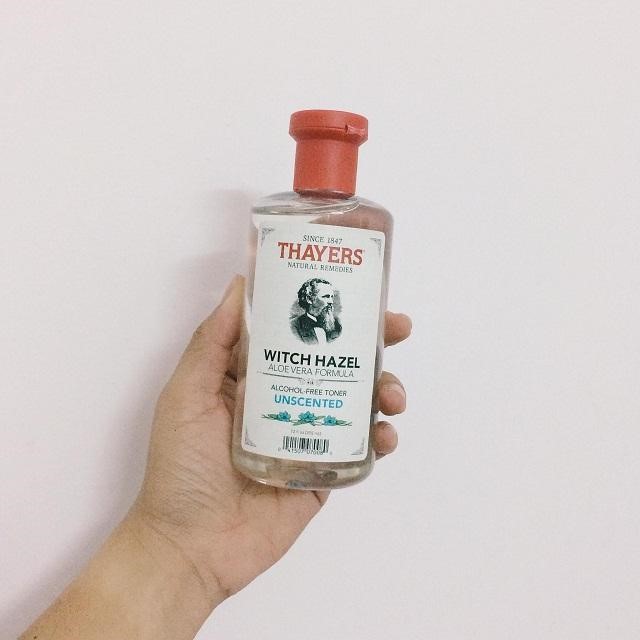 SINCE 1847
THAYERS
NATURAL REMEDIES
WITCH HAZEL
ALOE VERA FORMULA
ALCOHOL-FREE TONER
UNSCENTED